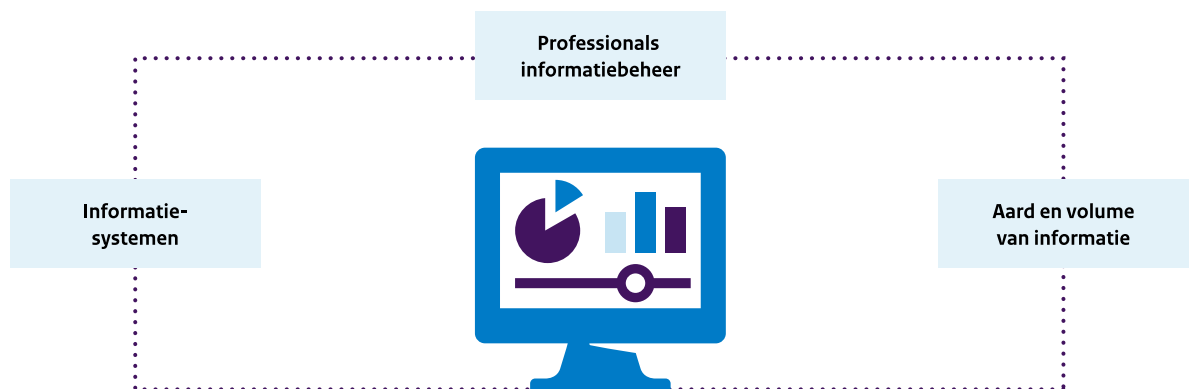 Professionals
informatiebeheer
Informatie-
systemen
Aard en volume
van informatie